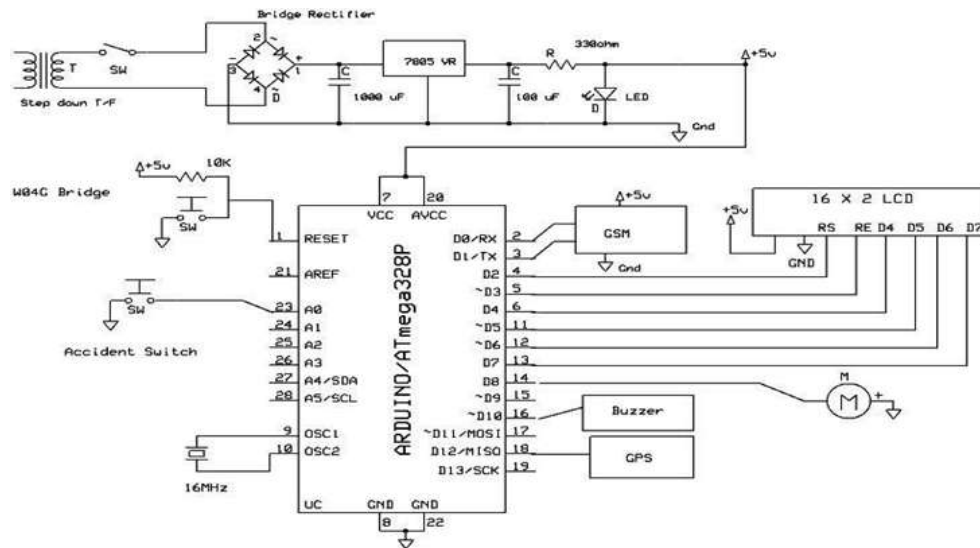 Bridge Rectifier
2 ~
- 3
+ 1
4 ~
D
T
SW
Step down T/F
C
1000 uF
7805 VR
C
100 uF
R
330ohm
D
LED
+5v
Gnd
+5v
10K
W04G Bridge
SW
Accident Switch
SW
16MHz
7
20
VCC
AVCC
1 RESET
21 AREF
23 A0
24 A1
25 A2
26 A3
27 A4/SDA
28 A5/SCL
9 OSC1
10 OSC2
UC
ARDUINO/ATmega328P
D0/RX 2
D1/TX 3
D2 4
~D3 5
D4 6
~D5 11
~D6 12
D7 13
D8 14
~D9 15
~D10 16
~D11/MOSI 17
D12/MISO 18
D13/SCK 19
GND GND
8
22
+5v
GSM
Gnd
+5v
16 X 2 LCD
GND
RS RE D4 D5 D6 D7
M
M
+
Buzzer
GPS